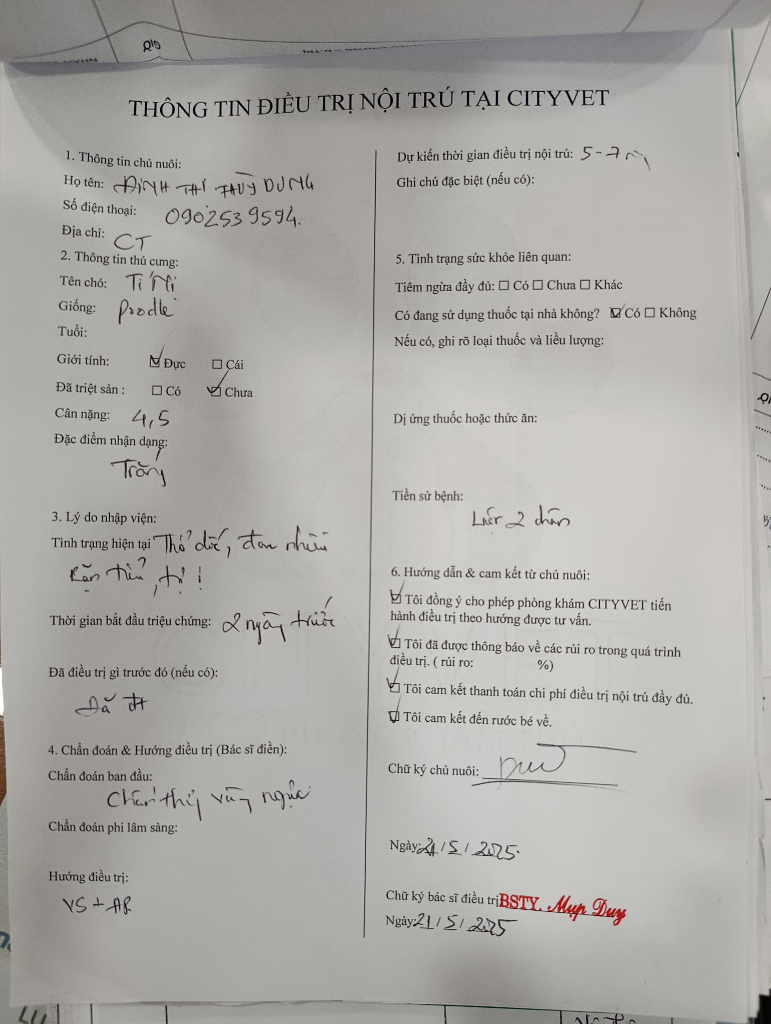 THÔNG TIN ĐIỀU TRỊ NỘI TRÚ TẠI CITYVET
1. Thông tin chủ nuôi:
Họ tên: ĐINH THỊ THUỲ DUNG
Số điện thoại: 0902539594.
Địa chỉ: CT
2. Thông tin thú cưng:
Tên chó: Ti Ni
Giống: Poodle
Tuổi:
Giới tính: ☑ Đực ☐ Cái
Đã triệt sản : ☐ Có ☑ Chưa
Cân nặng: 4,5
Đặc điểm nhận dạng:
Trắng
3. Lý do nhập viện:
Tình trạng hiện tại Thở dốc, đau nhiều
tiểu
Thời gian bắt đầu triệu chứng: 2 ngày trước
Đã điều trị gì trước đó (nếu có):
Đã đt
4. Chẩn đoán & Hướng điều trị (Bác sĩ điền):
Chẩn đoán ban đầu:
Chấn thg vùng ngực
Chẩn đoán phi lâm sàng:
Hướng điều trị:
VS +
Dự kiến thời gian điều trị nội trú: 5-7
Ghi chú đặc biệt (nếu có):
5. Tình trạng sức khỏe liên quan:
Tiêm ngừa đầy đủ: ☐ Có ☐ Chưa ☐ Khác
Có đang sử dụng thuốc tại nhà không? ☑ Có ☐ Không
Nếu có, ghi rõ loại thuốc và liều lượng:
Dị ứng thuốc hoặc thức ăn:
Tiền sử bệnh:
Liệt 2 chân
6. Hướng dẫn & cam kết từ chủ nuôi:
☑ Tôi đồng ý cho phép phòng khám CITYVET tiến
hành điều trị theo hướng được tư vấn.
☑ Tôi đã được thông báo về các rủi ro trong quá trình
điều trị. ( rủi ro: %)
☑ Tôi cam kết thanh toán chi phí điều trị nội trú đầy đủ.
☑ Tôi cam kết đến rước bé về.
Chữ ký chủ nuôi:
Ngày: 21/5/2025.
Chữ ký bác sĩ điều trị BSTY. Mup Duy
Ngày: 21/5/2025